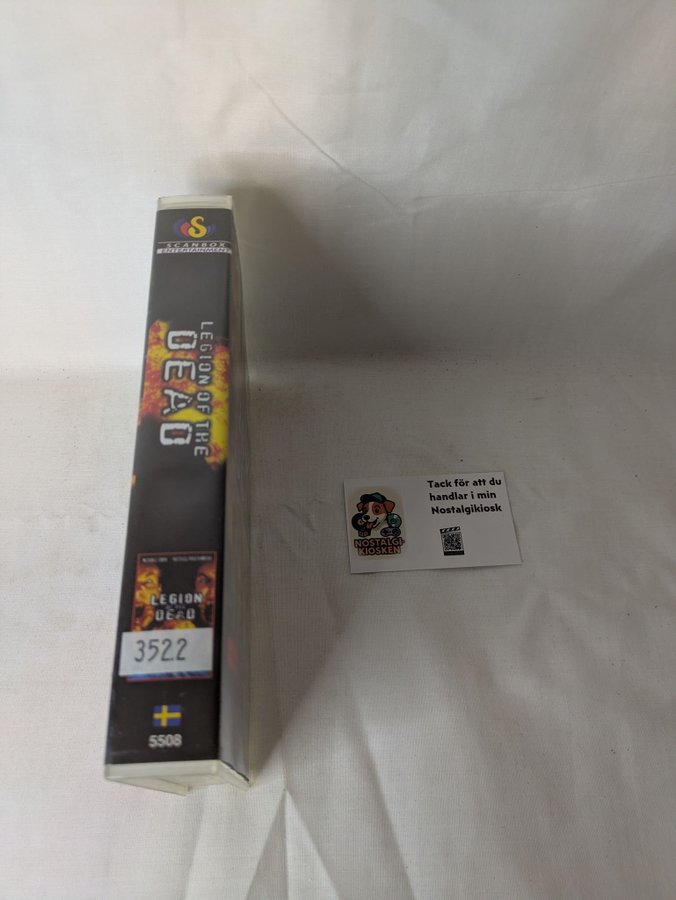 S
SCANBOX
ENTERTAINMENT
LEGION OF THE
DEAD
LEGION
DEAD
3522
5508
Tack för att du
handlar i min
Nostalgikiosk
NOSTALGI-
KIOSKEN